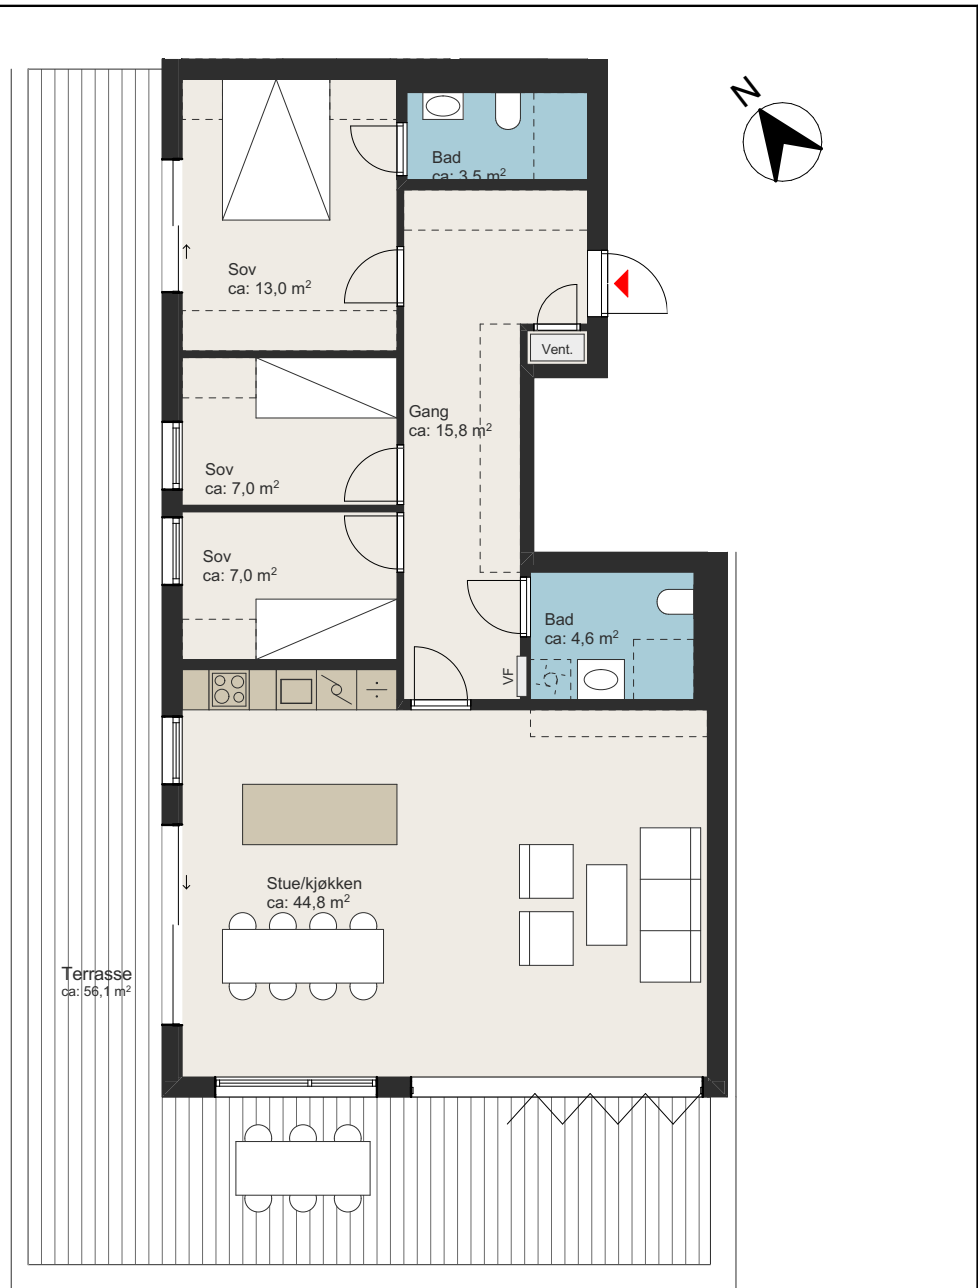 N
Bad
ca: 3,5 m²
Sov
ca: 13,0 m²
Vent.
Gang
ca: 15,8 m²
Sov
ca: 7,0 m²
Sov
ca: 7,0 m²
Bad
ca: 4,6 m²
VF
Stue/kjøkken
ca: 44,8 m²
Terrasse
ca: 56,1 m²